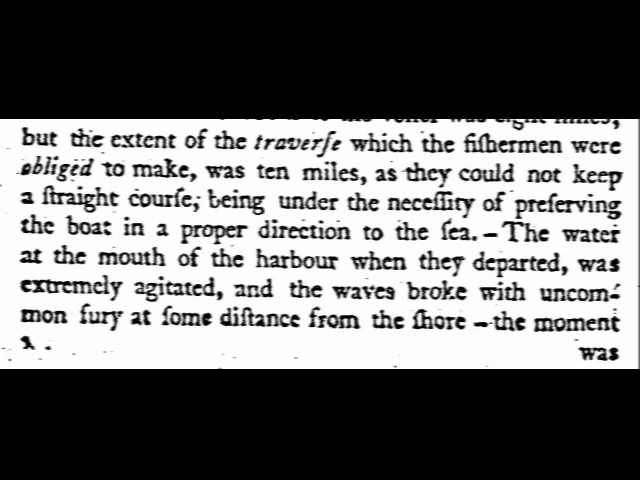 but the extent of the traverſe which the fiſhermen were
obliged to make, was ten miles, as they could not keep
a ſtraight courſe, being under the neceſſity of preſerving
the boat in a proper direction to the ſea.—The water
at the mouth of the harbour when they departed, was
extremely agitated, and the waves broke with uncom-
mon fury at ſome diſtance from the ſhore—the moment
was